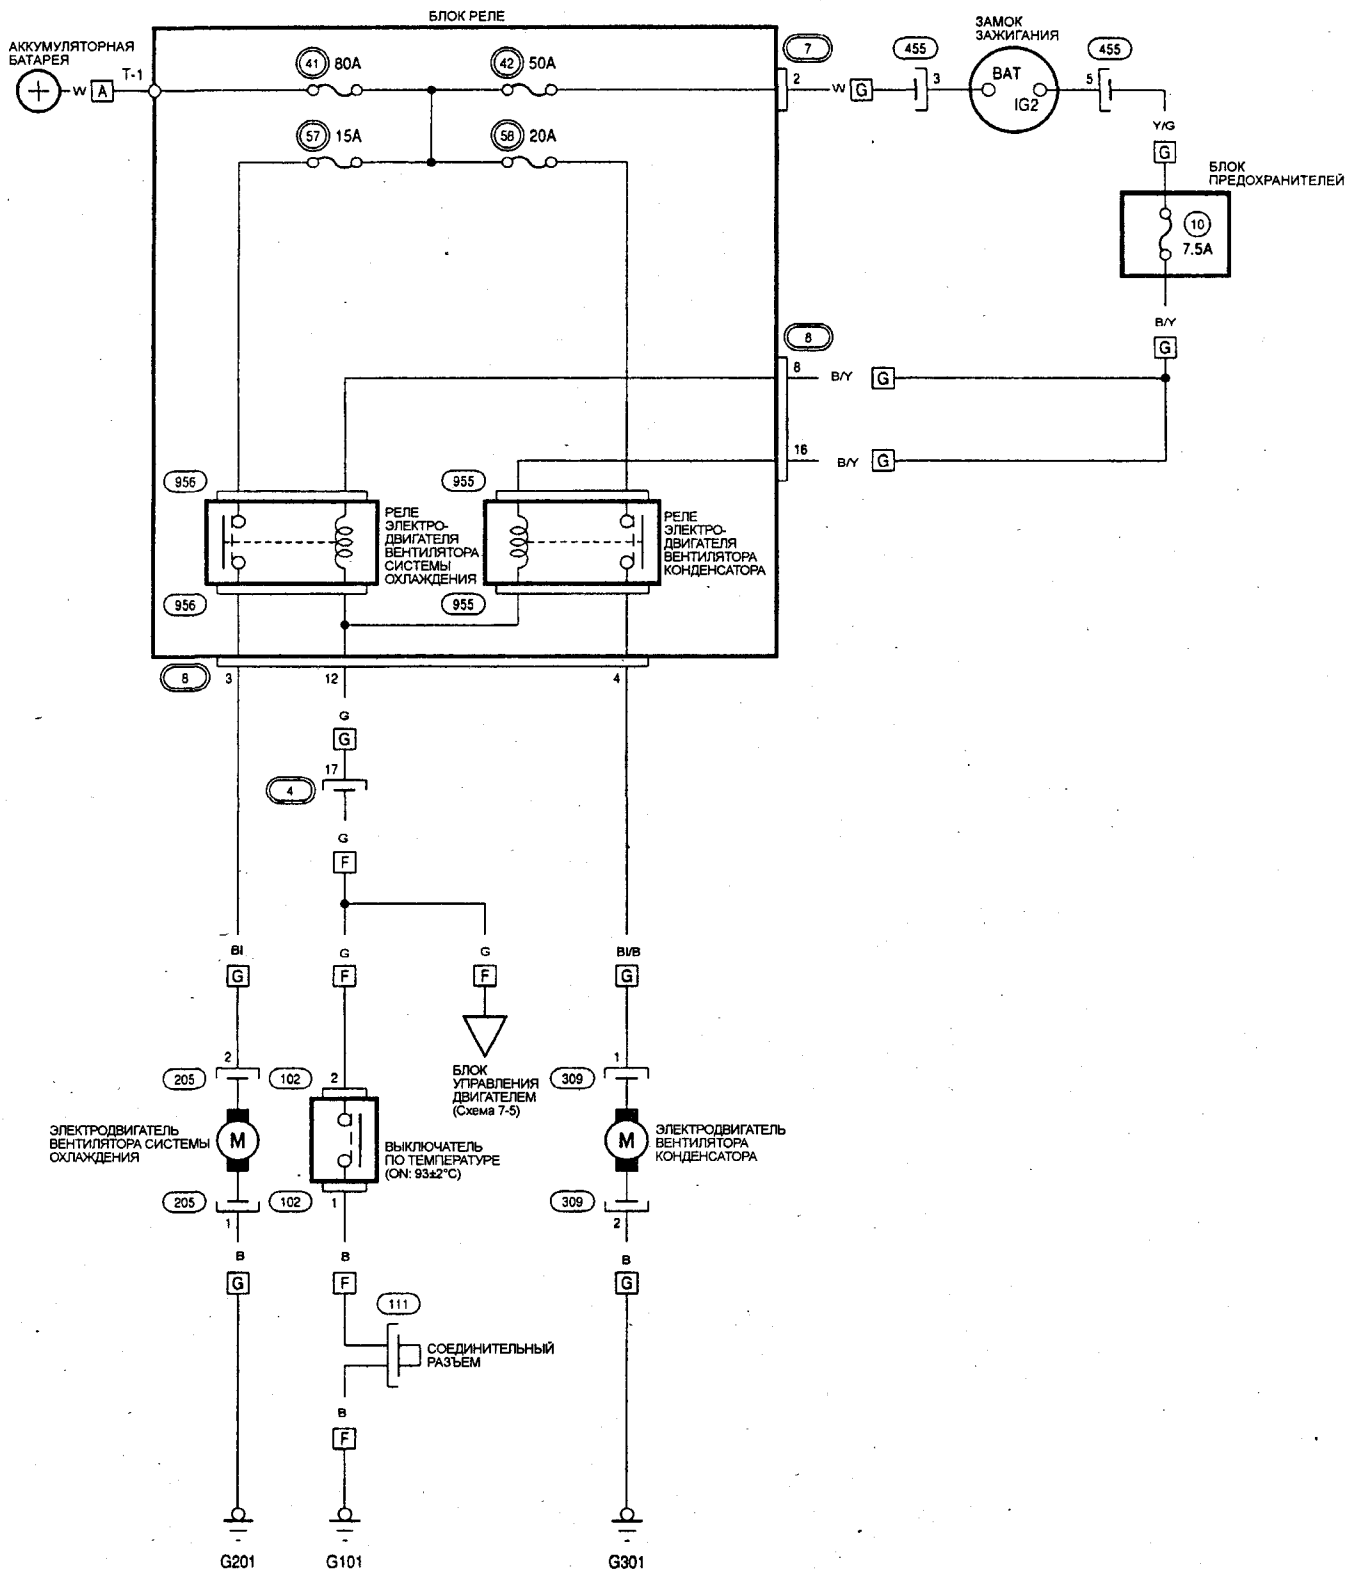 БЛОК РЕЛЕ
АККУМУЛЯТОРНАЯ
БАТАРЕЯ
W
A
T-1
41
80A
42
50A
57
15A
58
20A
7
2
W
G
455
3
ЗАМОК
ЗАЖИГАНИЯ
BAT
IG2
455
5
Y/G
G
БЛОК
ПРЕДОХРАНИТЕЛЕЙ
10
7.5A
B/Y
G
8
8
B/Y
G
16
B/Y
G
956
955
РЕЛЕ
ЭЛЕКТРО-
ДВИГАТЕЛЯ
ВЕНТИЛЯТОРА
СИСТЕМЫ
ОХЛАЖДЕНИЯ
РЕЛЕ
ЭЛЕКТРО-
ДВИГАТЕЛЯ
ВЕНТИЛЯТОРА
КОНДЕНСАТОРА
956
955
8
3
12
4
G
G
17
4
G
F
Bl
G
G
F
G
F
Bl/B
G
БЛОК
УПРАВЛЕНИЯ
ДВИГАТЕЛЕМ
(Схема 7-5)
2
205
102
2
1
309
ЭЛЕКТРОДВИГАТЕЛЬ
ВЕНТИЛЯТОРА СИСТЕМЫ
ОХЛАЖДЕНИЯ
M
ВЫКЛЮЧАТЕЛЬ
ПО ТЕМПЕРАТУРЕ
(ON: 93±2°C)
M
ЭЛЕКТРОДВИГАТЕЛЬ
ВЕНТИЛЯТОРА
КОНДЕНСАТОРА
205
1
102
1
309
2
B
G
B
F
B
G
111
СОЕДИНИТЕЛЬНЫЙ
РАЗЪЕМ
B
F
G201
G101
G301